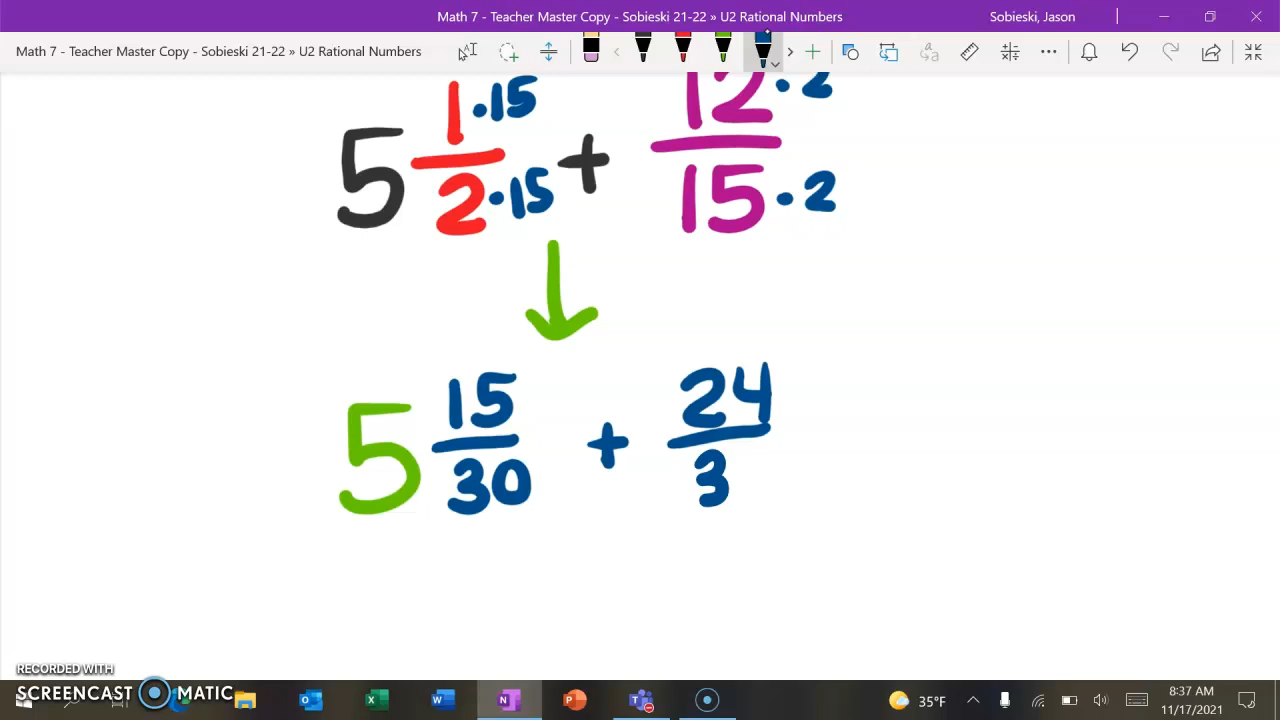 Math 7 - Teacher Master Copy - Sobieski 21-22 » U2 Rational Numbers
Sobieski, Jason
Math 7 - Teacher Master Copy - Sobieski 21-22 » U2 Rational Numbers
5 1·15/2·15 + 12·2/15·2
5 15/30 + 24/3
RECORDED WITH
SCREENCAST MATIC
35°F
8:37 AM
11/17/2021